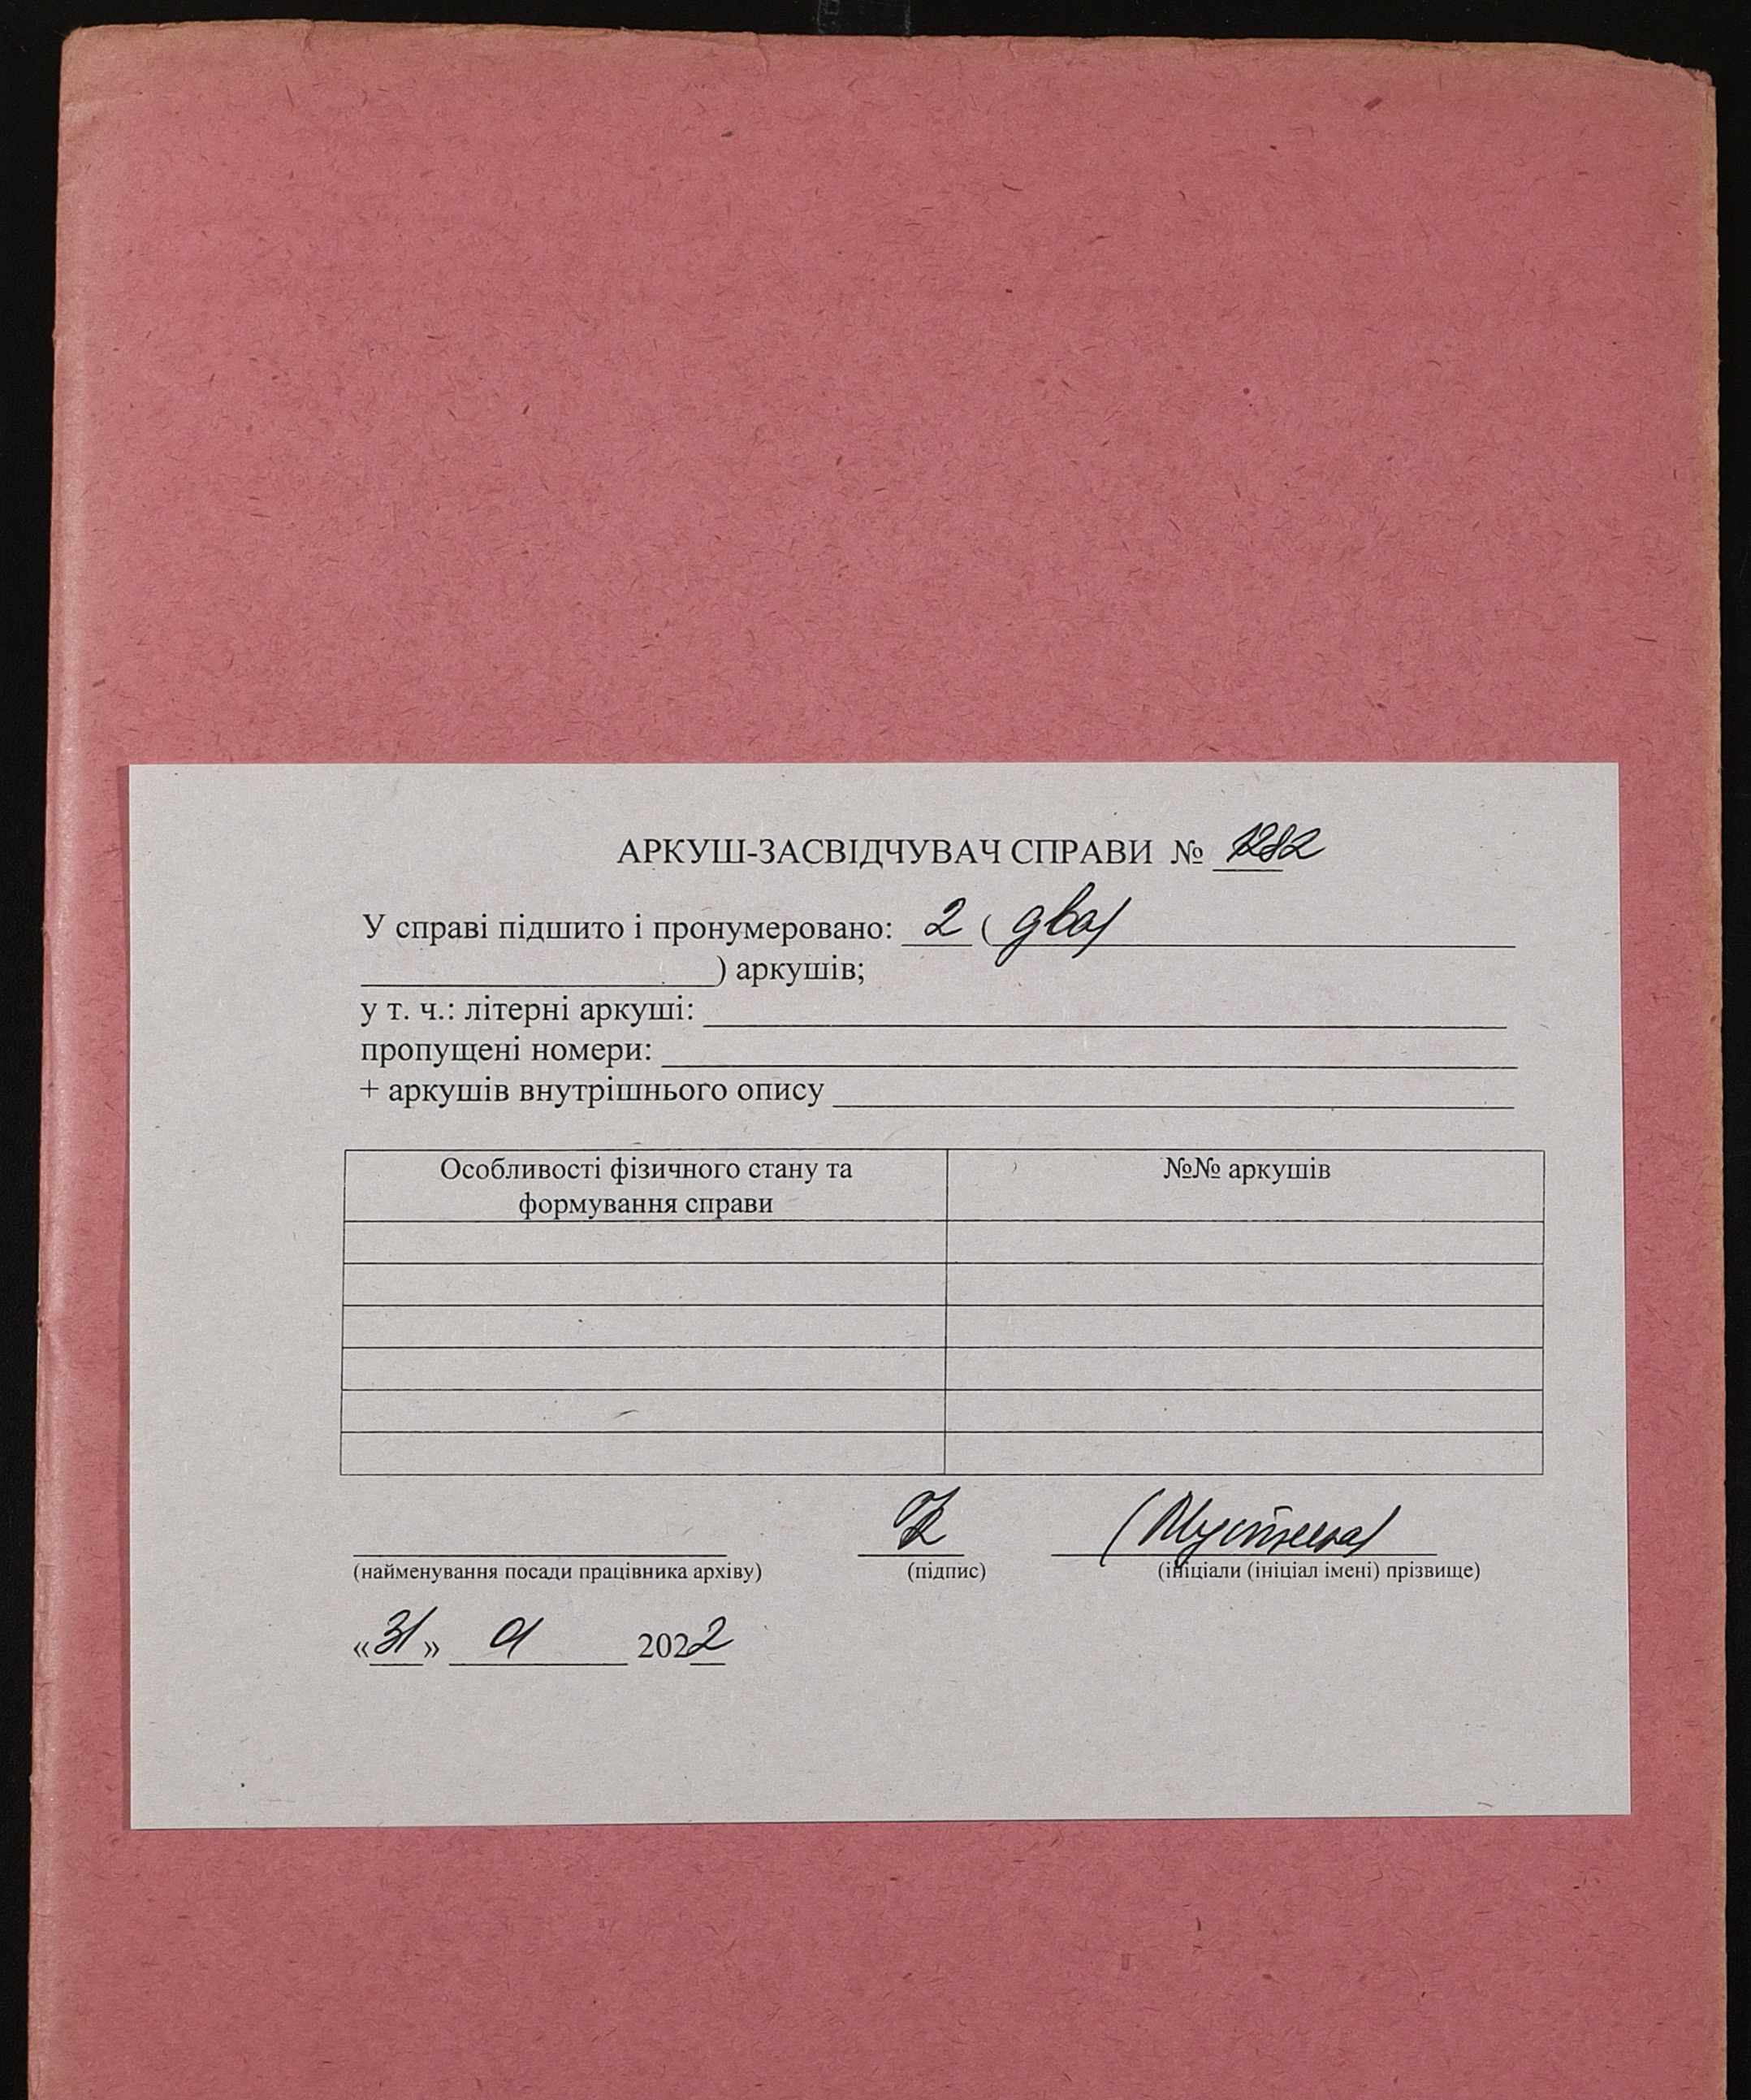 АРКУШ-ЗАСВІДЧУВАЧ СПРАВИ № 1282
У справі підшито і пронумеровано: 2 ( два)
) аркушів;
у т. ч.: літерні аркуші:
пропущені номери:
+ аркушів внутрішнього опису
Особливості фізичного стану та
формування справи
№№ аркушів
(найменування посади працівника архіву)
(підпис)
(ініціали (ініціал імені) прізвище)
«31» 2022